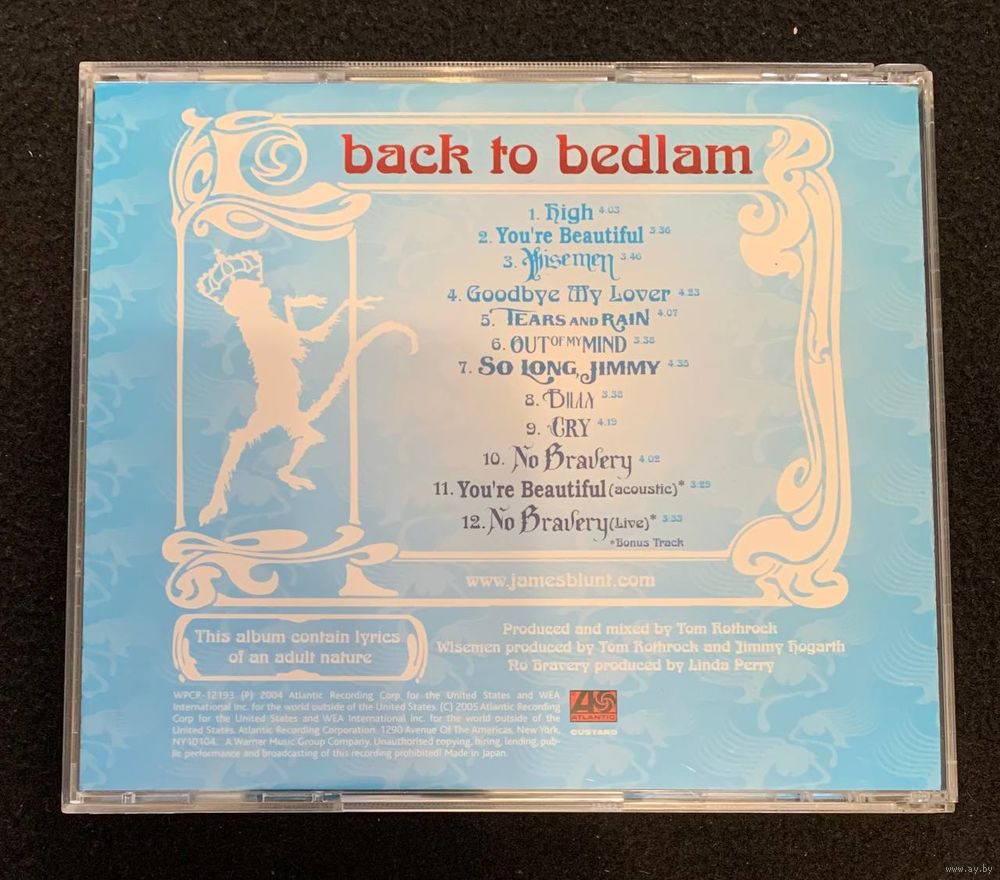 back to bedlam
1. High 4.03
2. You're Beautiful 3.36
3. Wisemen 3.40
4. Goodbye My Lover 4.23
5. TEARS AND RAIN 4.07
6. OUT OF MY MIND 3.38
7. SO LONG, JIMMY 4.35
8. Billy 3.38
9. CRY 4.19
10. No Bravery 4.02
11. You're Beautiful (acoustic)* 3:29
12. No Bravery (Live)* 3:33
*Bonus Track
www.jamesblunt.com
This album contain lyrics
of an adult nature
Produced and mixed by Tom Rothrock
Wisemen produced by Tom Rothrock and Jimmy Hogarth
No Bravery produced by Linda Perry
WPCP-12193 (P) 2004 Atlantic Recording Corp for the United States and WEA
International Inc. for the world outside of the United States. (C) 2005 Atlantic Recording
Corp for the United States and WEA International Inc. for the world outside of the
United States. Atlantic Recording Corporation. 1290 Avenue Of The Americas, New York,
NY 10104. A Warner Music Group Company. Unauthorised copying, hiring, lending, pub-
lic performance and broadcasting of this recording prohibited! Made in Japan.
ATLANTIC
CUSTARD
www.ay.by